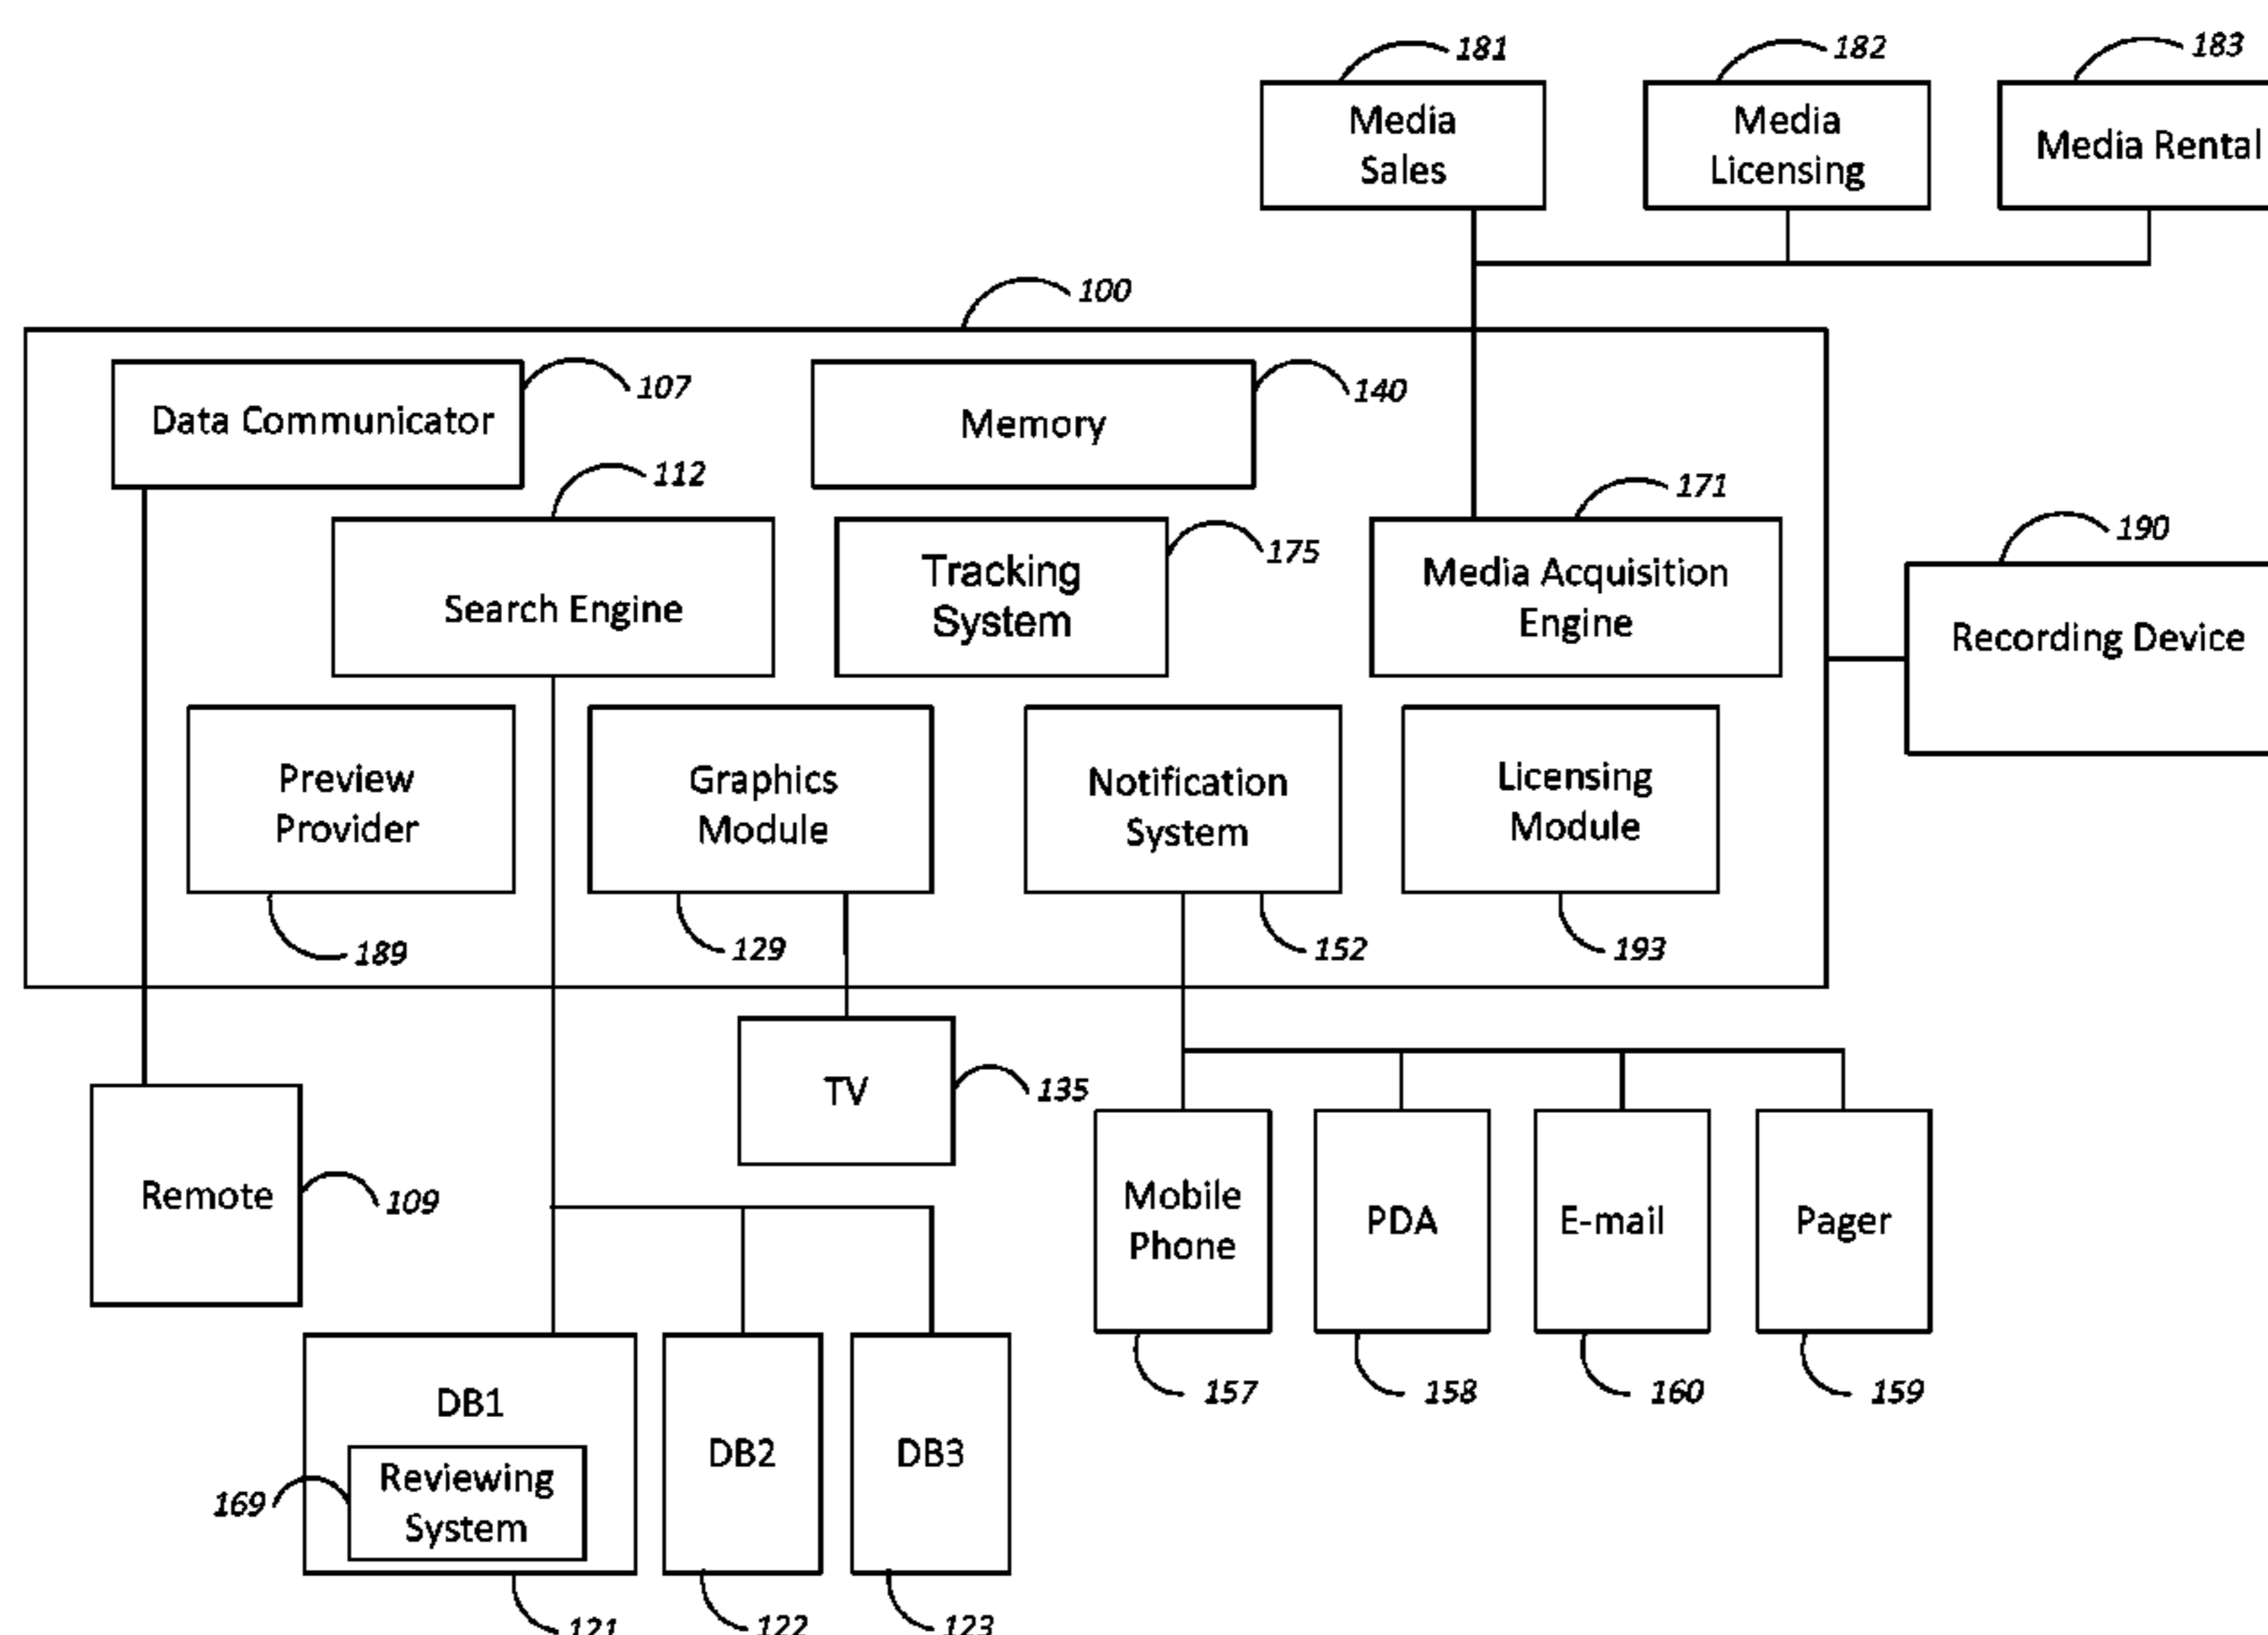 181
182
183
Media
Sales
Media
Licensing
Media Rental
100
Data Communicator
107
Memory
140
112
171
Search Engine
Tracking
System
175
Media Acquisition
Engine
190
Recording Device
Preview
Provider
Graphics
Module
Notification
System
Licensing
Module
189
129
152
193
TV
135
Remote
109
Mobile
Phone
PDA
E-mail
Pager
157
158
160
159
DB1
Reviewing
System
169
DB2
DB3
121
122
123